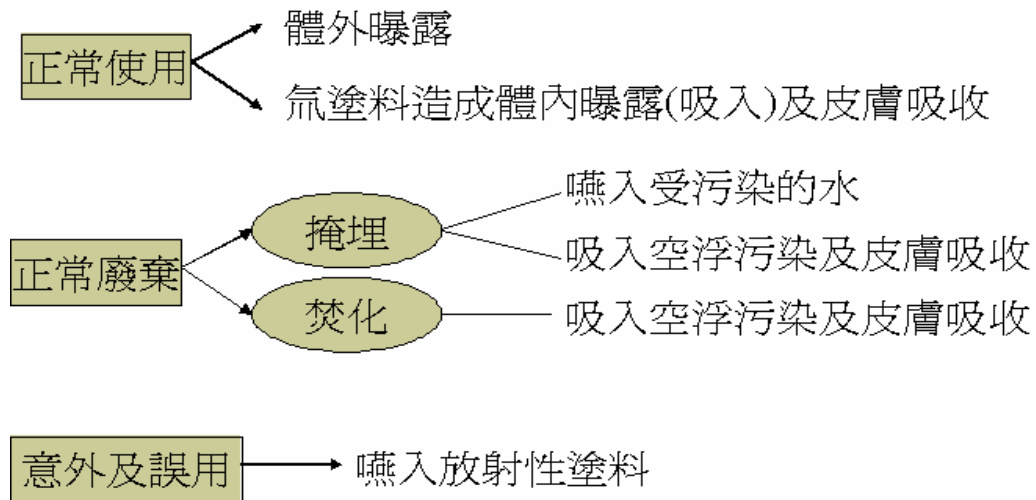 體外曝露
正常使用
氚塗料造成體內曝露(吸入)及皮膚吸收
嚥入受污染的水
掩埋
吸入空浮污染及皮膚吸收
正常廢棄
焚化
吸入空浮污染及皮膚吸收
意外及誤用
嚥入放射性塗料